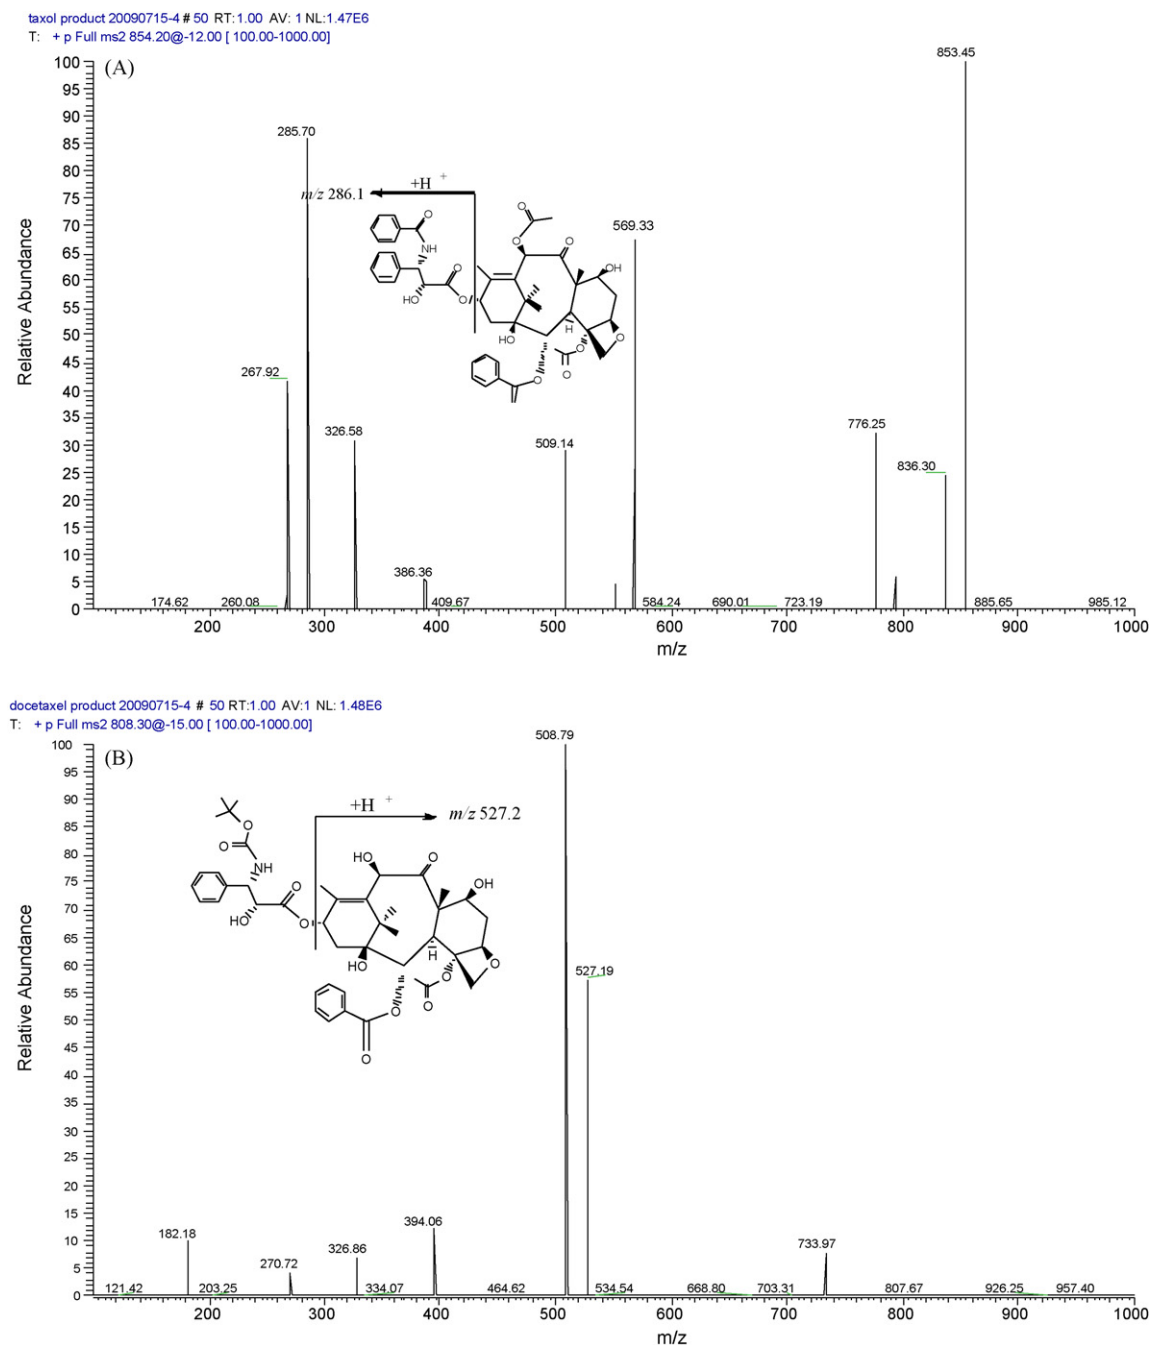 taxol product 20090715-4 # 50 RT:1.00 AV: 1 NL:1.47E6
T: + p Full ms2 854.20@-12.00 [ 100.00-1000.00]
(A)
853.45
285.70
+H +
m/z 286.1
569.33
O
O
O
O
NH
OH
O
HO
O
HO
H
O
O
O
O
267.92
326.58
509.14
776.25
836.30
386.36
174.62
260.08
409.67
584.24
690.01
723.19
885.65
985.12
100
95
90
85
80
75
70
65
60
55
50
45
40
35
30
25
20
15
10
5
0
Relative Abundance
200 300 400 500 600 700 800 900 1000
m/z
docetaxel product 20090715-4 # 50 RT:1.00 AV:1 NL: 1.48E6
T: + p Full ms2 808.30@-15.00 [ 100.00-1000.00]
(B)
508.79
+H +
m/z 527.2
O
O
NH
HO
O
OH
O
HO
O
HO
H
O
O
O
O
O
527.19
182.18
270.72
326.86
394.06
733.97
121.42
203.25
334.07
464.62
534.54
668.80
703.31
807.67
926.25
957.40
100
95
90
85
80
75
70
65
60
55
50
45
40
35
30
25
20
15
10
5
0
Relative Abundance
200 300 400 500 600 700 800 900 1000
m/z